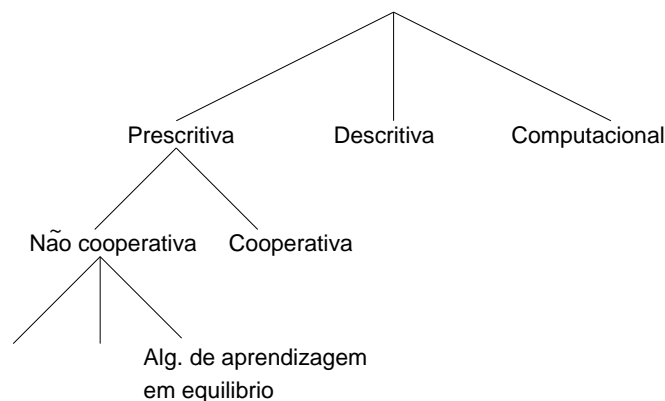 Prescritiva Descritiva Computacional
Não cooperativa Cooperativa
Alg. de aprendizagem
em equilibrio